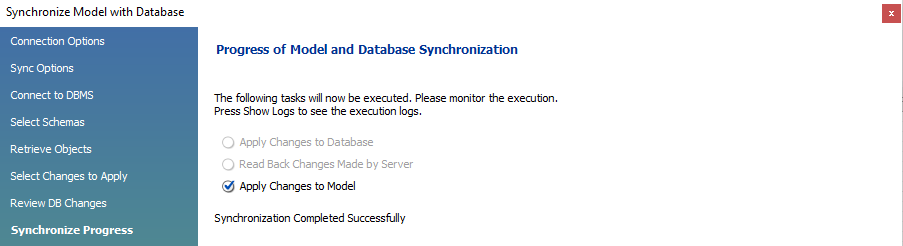 Synchronize Model with Database
x
Connection Options
Sync Options
Connect to DBMS
Select Schemas
Retrieve Objects
Select Changes to Apply
Review DB Changes
Synchronize Progress
Progress of Model and Database Synchronization
The following tasks will now be executed. Please monitor the execution.
Press Show Logs to see the execution logs.
Apply Changes to Database
Read Back Changes Made by Server
Apply Changes to Model
Synchronization Completed Successfully